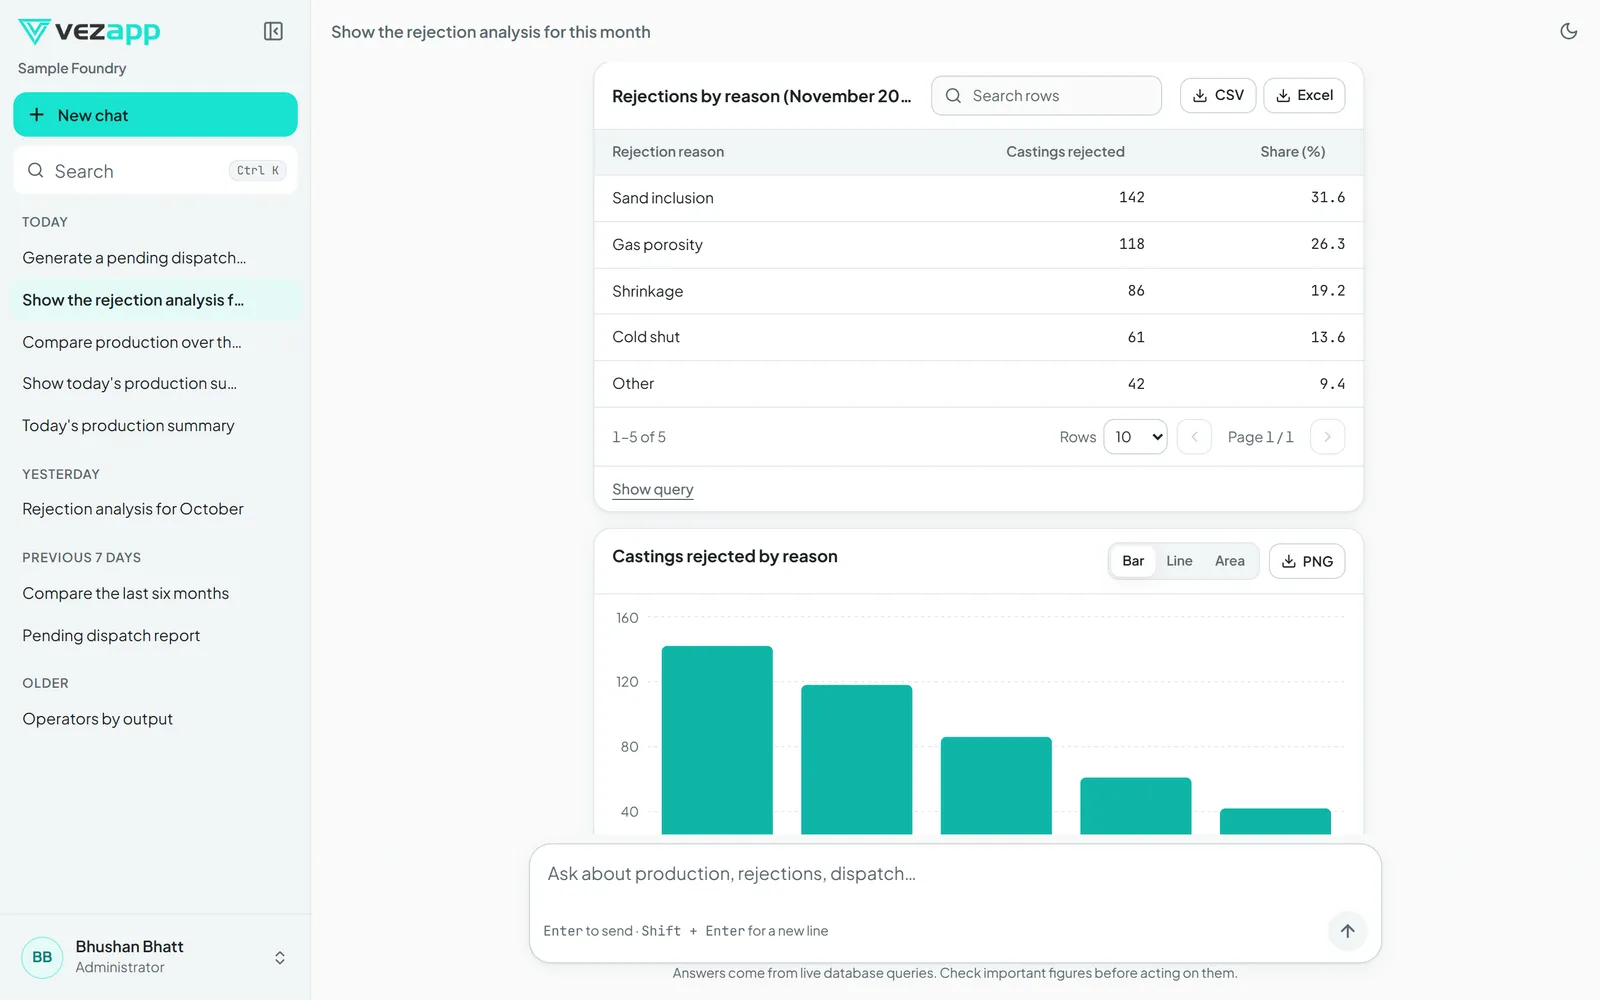 vezapp
Sample Foundry
New chat
Search Ctrl K
TODAY
Generate a pending dispatch...
Show the rejection analysis f...
Compare production over th...
Show today's production su...
Today's production summary
YESTERDAY
Rejection analysis for October
PREVIOUS 7 DAYS
Compare the last six months
Pending dispatch report
OLDER
Operators by output
BB
Bhushan Bhatt
Administrator
Show the rejection analysis for this month
Rejections by reason (November 20...
Search rows
CSV
Excel
Rejection reason Castings rejected Share (%)
Sand inclusion 142 31.6
Gas porosity 118 26.3
Shrinkage 86 19.2
Cold shut 61 13.6
Other 42 9.4
1–5 of 5 Rows 10 Page 1 / 1
Show query
Castings rejected by reason
Bar Line Area PNG
160
120
80
40
Ask about production, rejections, dispatch...
Enter to send · Shift + Enter for a new line
Answers come from live database queries. Check important figures before acting on them.